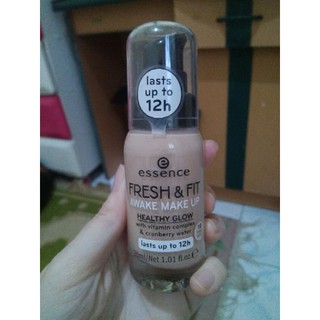 lasts
up to
12h
essence
FRESH & FIT
AWAKE MAKE UP
HEALTHY GLOW
with vitamin complex
& cranberry water
lasts up to 12h
Net 1.01 fl.oz